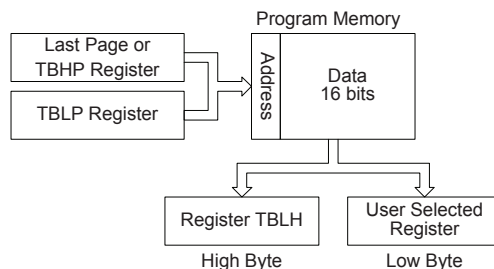 Program Memory
Last Page or
TBHP Register
TBLP Register
Address
Data
16 bits
Register TBLH
User Selected
Register
High Byte
Low Byte